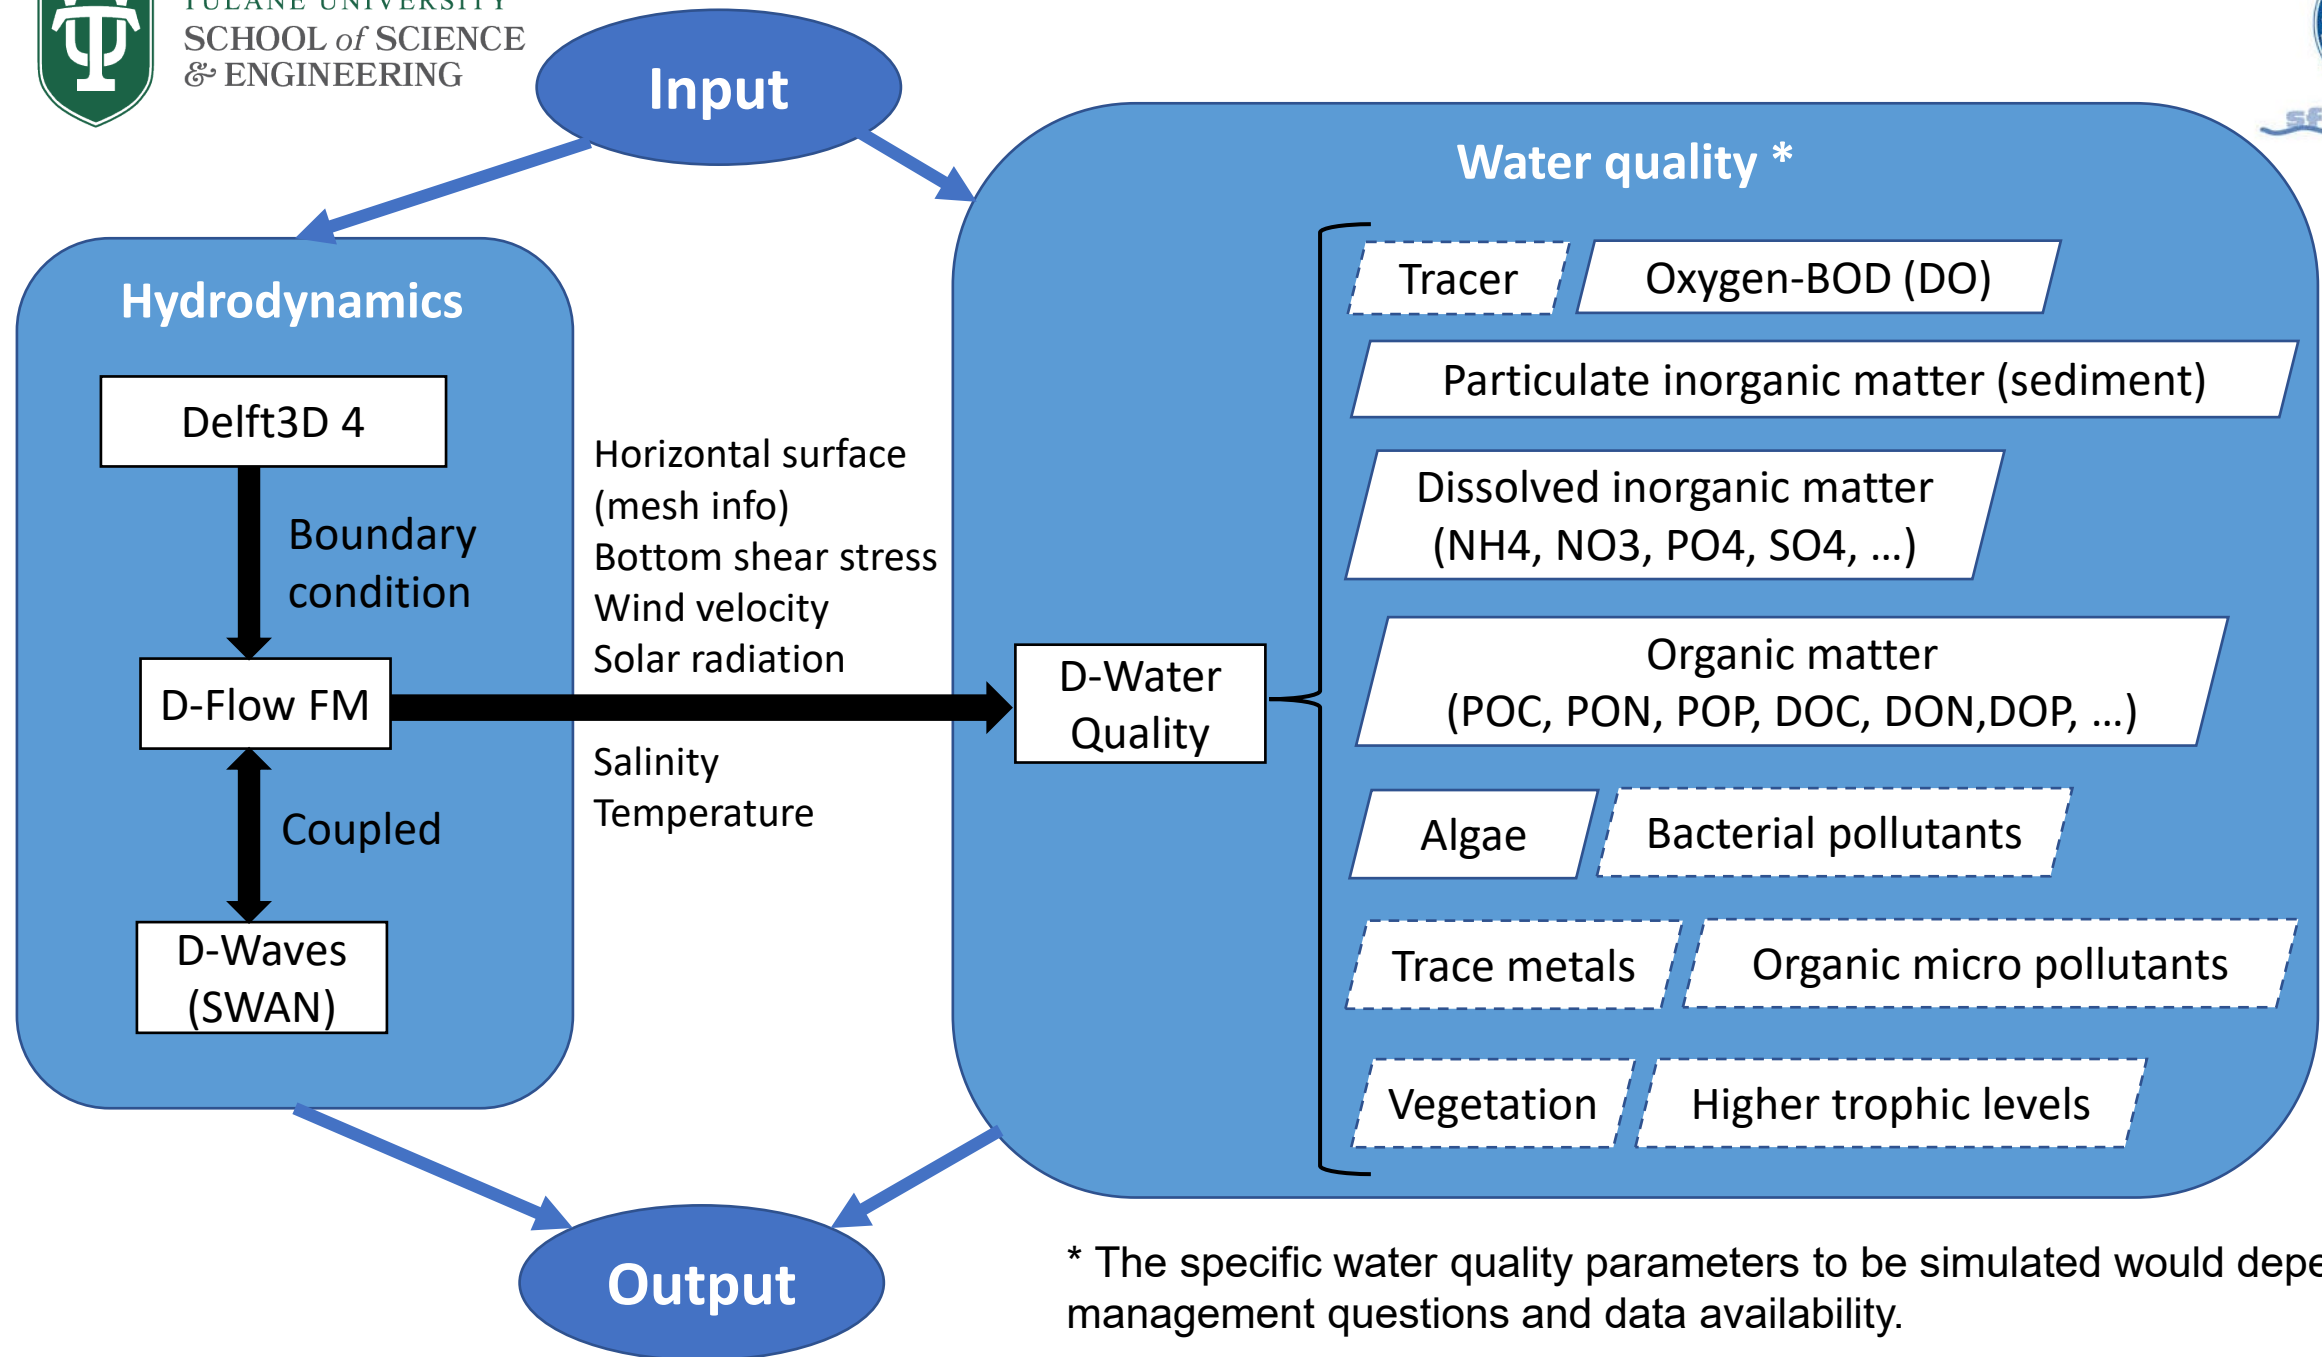 TULANE UNIVERSITY
SCHOOL of SCIENCE
& ENGINEERING
Input
Water quality *
Hydrodynamics
Delft3D 4
Boundary
condition
D-Flow FM
Coupled
D-Waves
(SWAN)
Horizontal surface
(mesh info)
Bottom shear stress
Wind velocity
Solar radiation
Salinity
Temperature
D-Water
Quality
Tracer
Oxygen-BOD (DO)
Particulate inorganic matter (sediment)
Dissolved inorganic matter
(NH4, NO3, PO4, SO4, ...)
Organic matter
(POC, PON, POP, DOC, DON,DOP, ...)
Algae
Bacterial pollutants
Trace metals
Organic micro pollutants
Vegetation
Higher trophic levels
Output
* The specific water quality parameters to be simulated would
management questions and data availability.